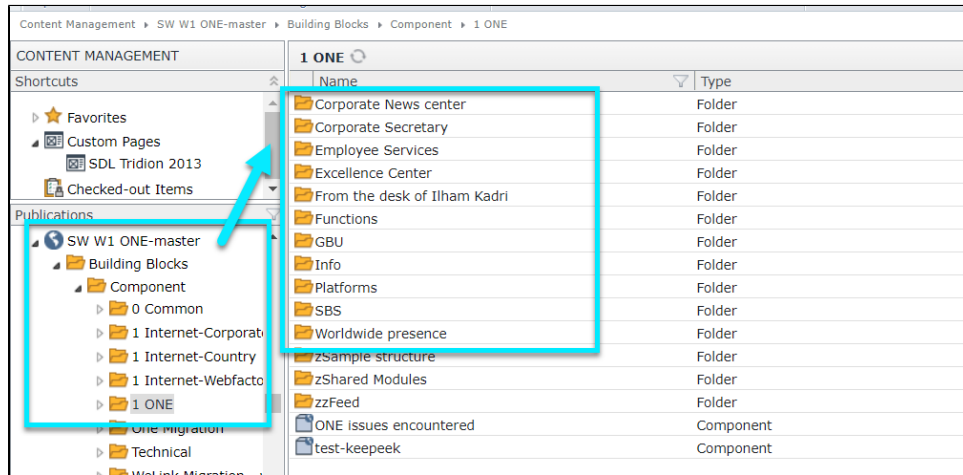 Content Management ▸ SW W1 ONE-master ▸ Building Blocks ▸ Component ▸ 1 ONE
CONTENT MANAGEMENT
Shortcuts
Favorites
Custom Pages
SDL Tridion 2013
Checked-out Items
Publications
SW W1 ONE-master
Building Blocks
Component
0 Common
1 Internet-Corporat
1 Internet-Country
1 Internet-Webfacto
1 ONE
One Migration
Technical
WeLink Migration
1 ONE
Name Type
Corporate News center Folder
Corporate Secretary Folder
Employee Services Folder
Excellence Center Folder
From the desk of Ilham Kadri Folder
Functions Folder
GBU Folder
Info Folder
Platforms Folder
SBS Folder
Worldwide presence Folder
zSample structure Folder
zShared Modules Folder
zzFeed Folder
ONE issues encountered Component
test-keepeek Component